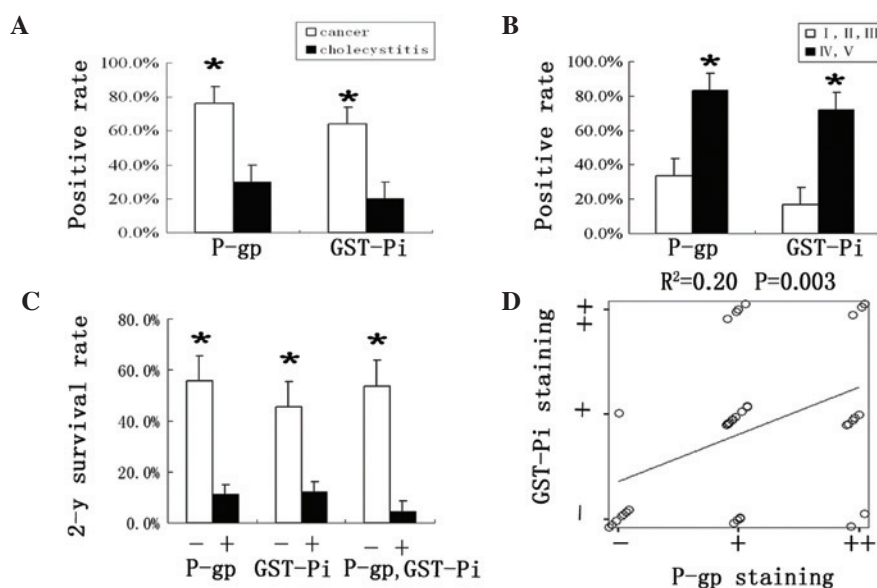 A
cancer
cholecystitis
Positive rate
100.0%
80.0%
60.0%
40.0%
20.0%
0.0%
* *
P-gp GST-Pi
B
I, II, III
IV, V
Positive rate
100.0%
80.0%
60.0%
40.0%
20.0%
0.0%
* *
P-gp GST-Pi
C
2-y survival rate
80.0%
60.0%
40.0%
20.0%
0.0%
* * *
− + − + − +
P-gp GST-Pi P-gp,GST-Pi
R²=0.20 P=0.003
D
GST-Pi staining
++
+
−
− + ++
P-gp staining